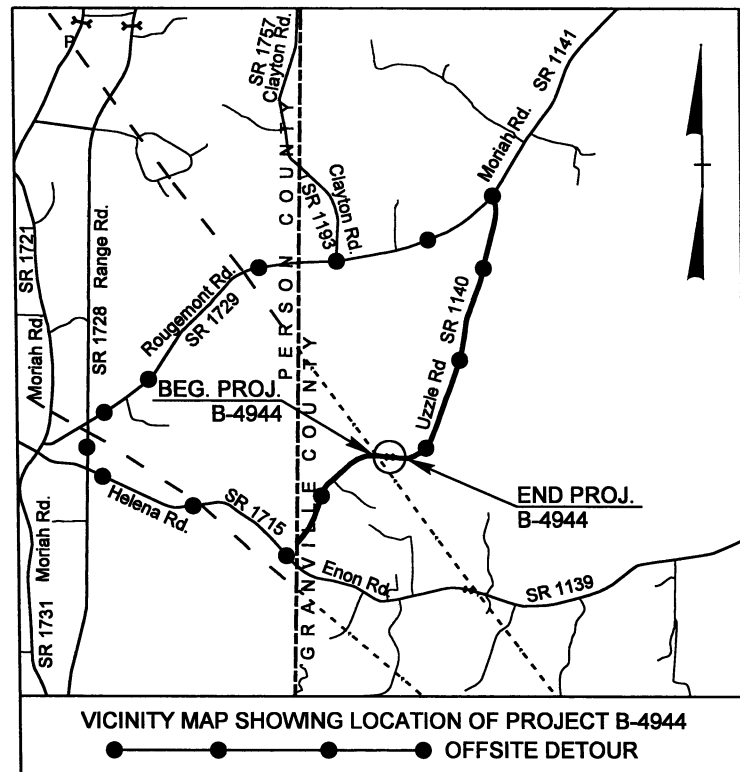 P
SR 1757
Clayton Rd.
SR 1141
Moriah Rd.
PERSON COUNTY
Clayton Rd.
SR 1193
SR 1721
Range Rd.
SR 1728
Rougemont Rd.
SR 1729
SR 1140
Moriah Rd.
Uzzle Rd
BEG. PROJ.
B-4944
GRANVILLE COUNTY
END PROJ.
B-4944
Helena Rd.
SR 1715
Moriah Rd.
SR 1731
Enon Rd.
SR 1139
VICINITY MAP SHOWING LOCATION OF PROJECT B-4944
OFFSITE DETOUR